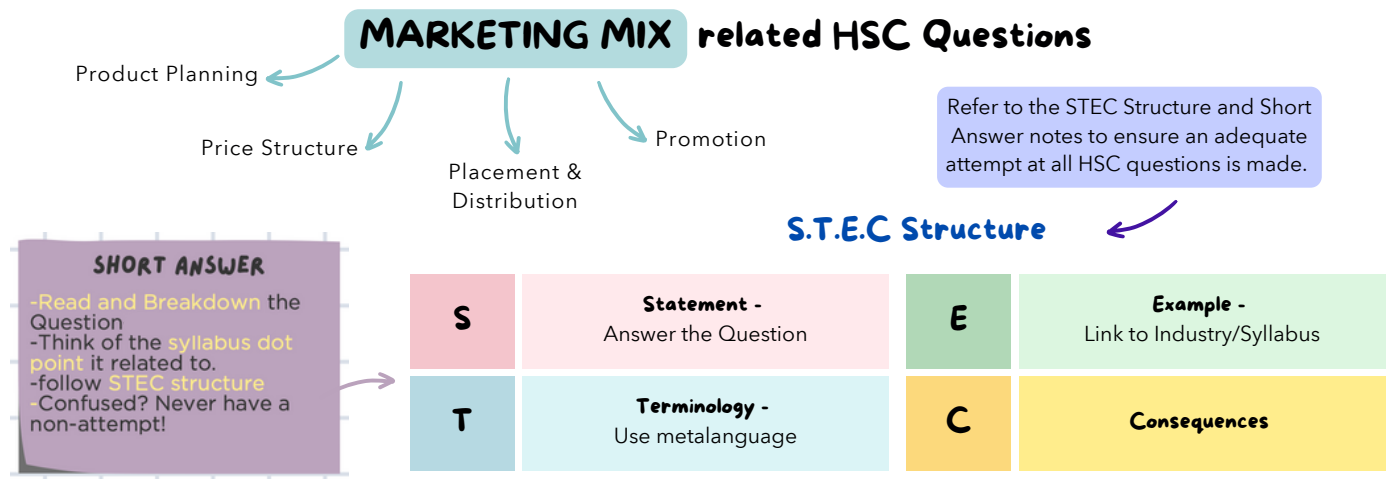 MARKETING MIX related HSC Questions
Product Planning
Price Structure
Placement &
Distribution
Promotion
Refer to the STEC Structure and Short
Answer notes to ensure an adequate
attempt at all HSC questions is made.
S.T.E.C Structure
SHORT ANSWER
-Read and Breakdown the
Question
-Think of the syllabus dot
point it related to.
-follow STEC structure
-Confused? Never have a
non-attempt!
S
Statement -
Answer the Question
E
Example -
Link to Industry/Syllabus
T
Terminology -
Use metalanguage
C
Consequences